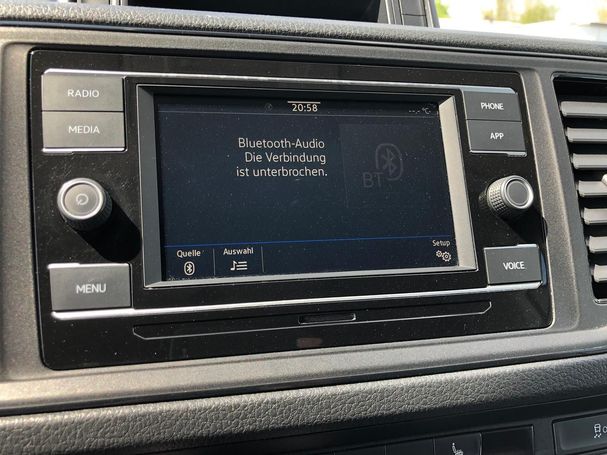 RADIO
MEDIA
MENU
20:58
°C
Bluetooth-Audio
Die Verbindung
ist unterbrochen.
BT
Quelle
Auswahl
Setup
PHONE
APP
VOICE